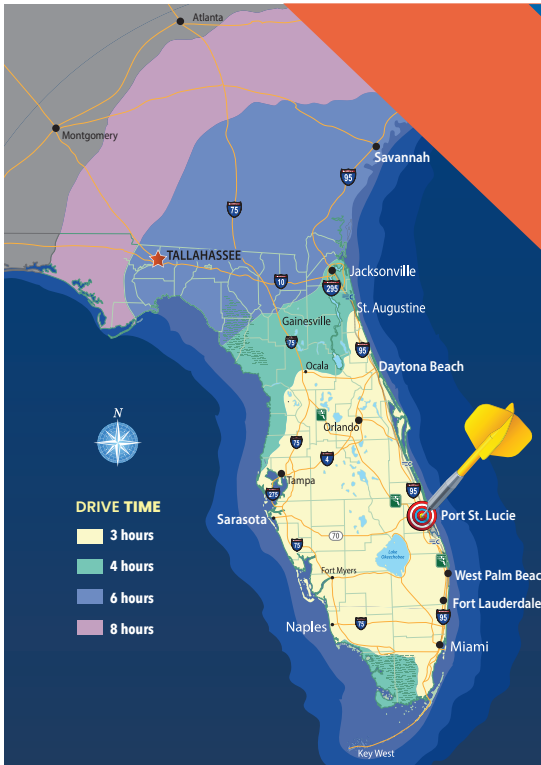 Atlanta
Montgomery
Savannah
95
75
TALLAHASSEE
Jacksonville
10
295
St. Augustine
Gainesville
75
95
Ocala
Daytona Beach
N
Orlando
75
4
Tampa
95
275
DRIVE TIME
Sarasota
Port St. Lucie
3 hours
70
75
4 hours
Lake
Okeechobee
Fort Myers
West Palm Beac
6 hours
Fort Lauderdale
95
8 hours
Naples
75
Miami
Key West